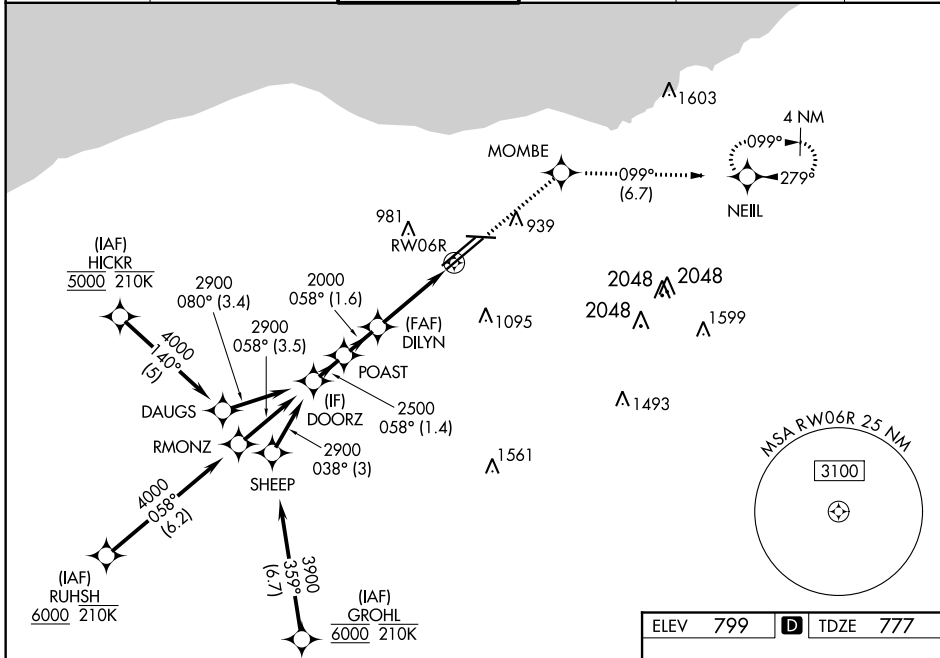 1603
4 NM
099°
279°
NEIIL
MOMBE
099°
(6.7)
981
RW06R
939
(IAF)
HICKR
5000 210K
2900
080° (3.4)
2000
058° (1.6)
2900
058° (3.5)
(FAF)
DILYN
1095
2048
2048
2048
1599
4000
140°
(5)
POAST
DAUGS
(IF)
DOORZ
2500
058° (1.4)
1493
RMONZ
2900
038° (3)
SHEEP
1561
MSA RW06R 25 NM
3100
4000
058°
(6.2)
(IAF)
RUHSH
6000 210K
3900
359°
(6.7)
(IAF)
GROHL
6000 210K
ELEV 799 D TDZE 777